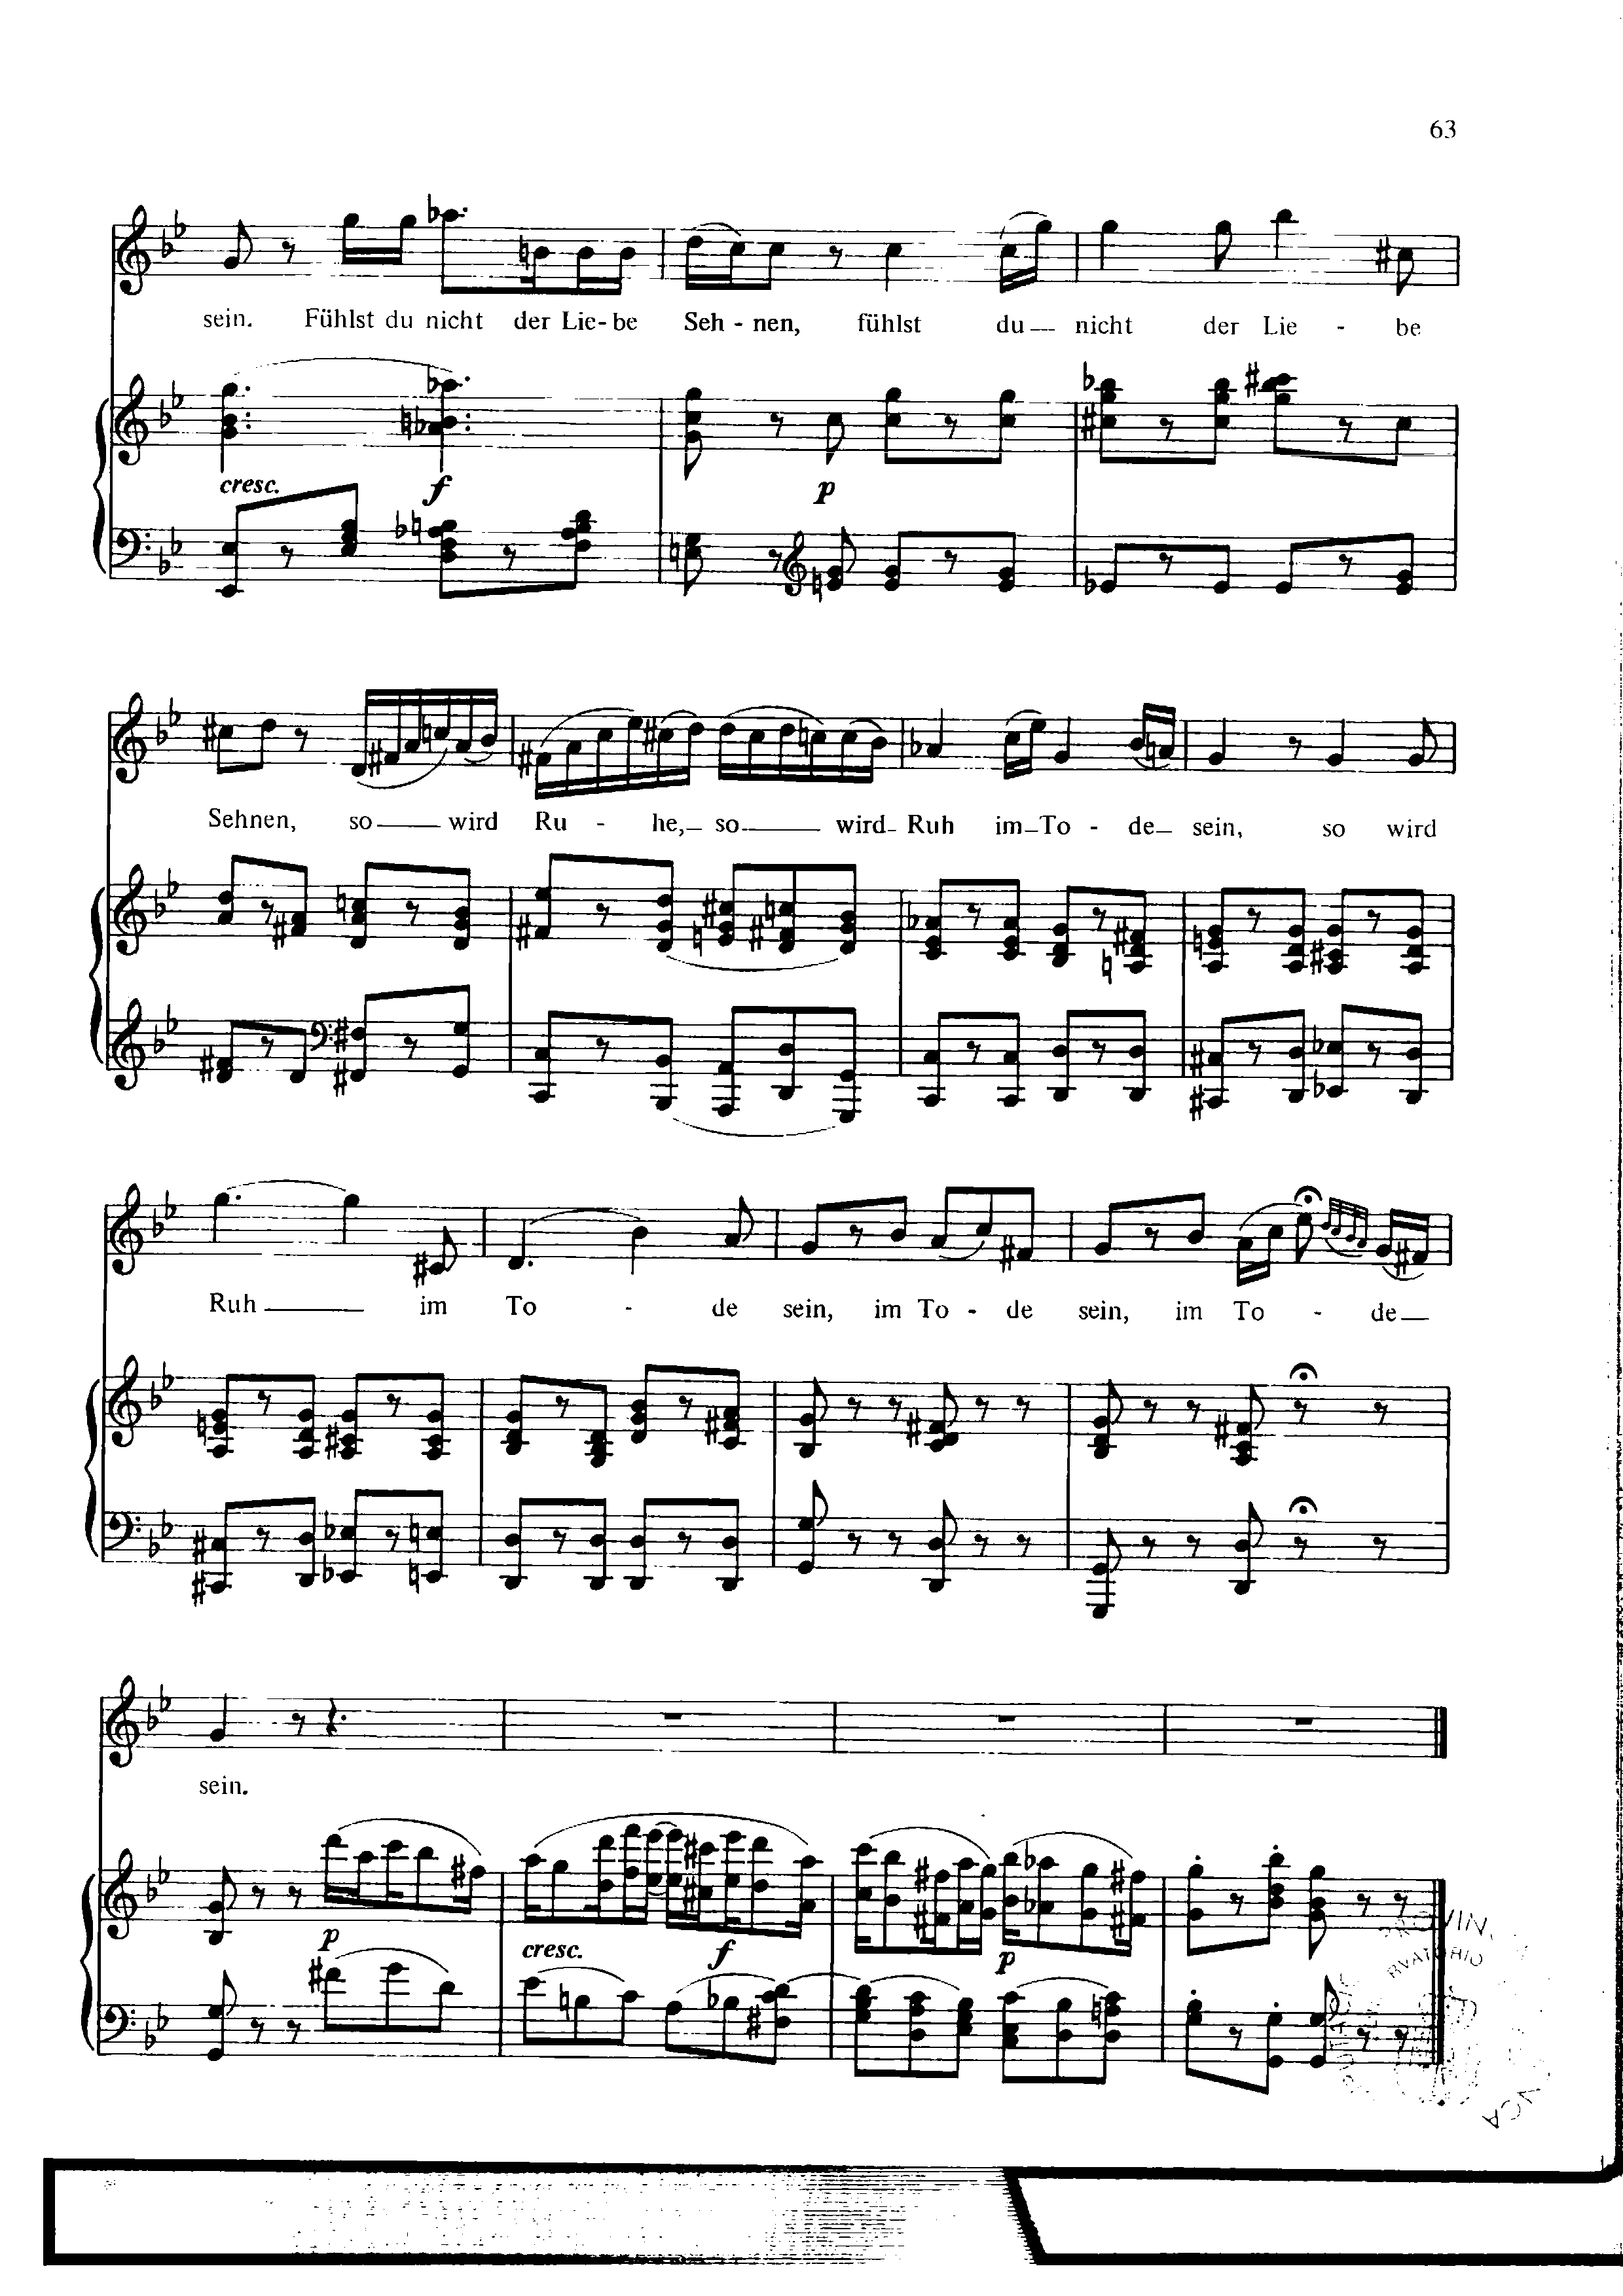 63
sein. Fühlst du nicht der Lie-be Seh - nen, fühlst du — nicht der Lie - be
cresc. f p
Sehnen, so — wird Ru - he, — so — wird — Ruh im — To - de — sein, so wird
Ruh — im To - de sein, im To - de sein, im To - de —
sein.
p cresc. f p